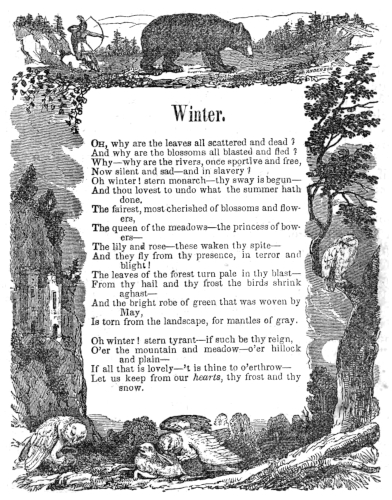 Winter.
OH, why are the leaves all scattered and dead?
And why are the blossoms all blasted and fled?
Why—why are the rivers, once sportive and free,
Now silent and sad—and in slavery?
Oh winter! stern monarch—thy sway is begun—
And thou lovest to undo what the summer hath
done.
The fairest, most cherished of blossoms and flow-
ers,
The queen of the meadows—the princess of bow-
ers—
The lily and rose—these waken thy spite—
And they fly from thy presence, in terror and
blight!
The leaves of the forest turn pale in thy blast—
From thy hail and thy frost the birds shrink
aghast—
And the bright robe of green that was woven by
May,
Is torn from the landscape, for mantles of gray.
Oh winter! stern tyrant—if such be thy reign,
O'er the mountain and meadow—o'er hillock
and plain—
If all that is lovely—'t is thine to o'erthrow—
Let us keep from our hearts, thy frost and thy
snow.